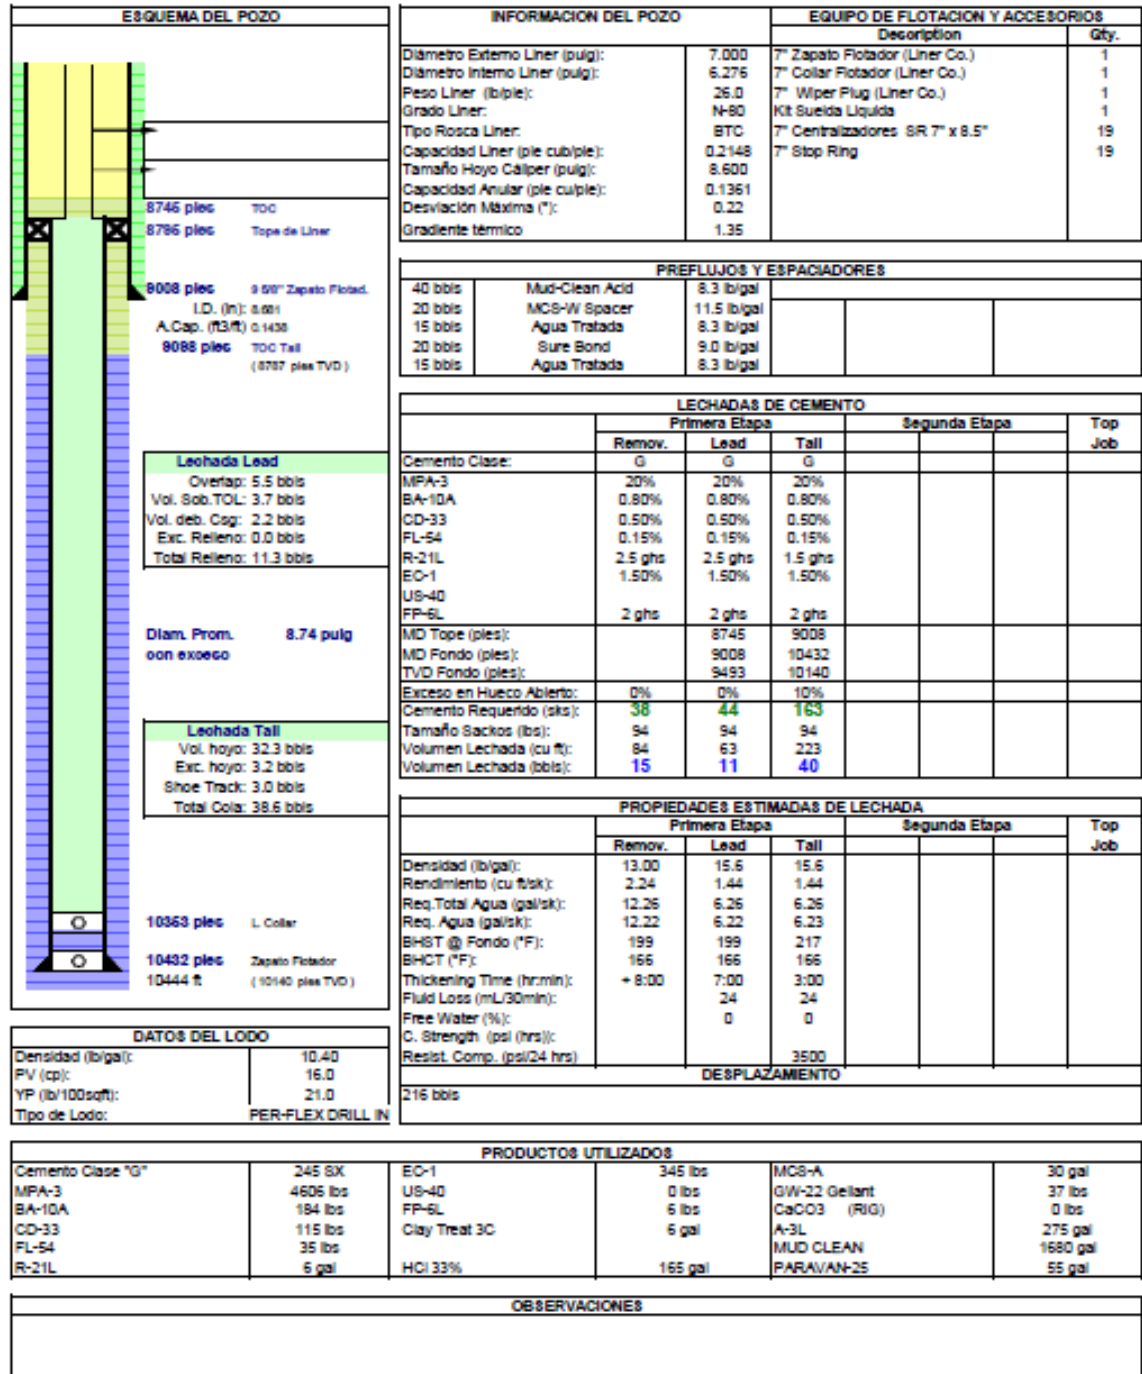 ESQUEMA DEL POZO
8745 pies TOC
8786 pies Tope de Liner
9008 pies 9 5/8" Zapato Flotad.
I.D. (in): 8.681
A.Cap. (ft3/ft) 0.1438
9098 pies TOC Tail
(8787 pies TVD)
Lechada Lead
Overlap: 5.5 bbls
Vol. Sob.TOL: 3.7 bbls
Vol. deb. Csg: 2.2 bbls
Exc. Relleno: 0.0 bbls
Total Relleno: 11.3 bbls
Diam. Prom. 8.74 pulg
con exceso
Lechada Tail
Vol. hoyo: 32.3 bbls
Exc. hoyo: 3.2 bbls
Shoe Track: 3.0 bbls
Total Cola: 38.6 bbls
10363 pies L. Collar
10432 pies Zapato Flotador
10444 ft (10140 pies TVD)
DATOS DEL LODO
Densidad (lb/gal): 10.40
PV (cp): 16.0
YP (lb/100sqft): 21.0
Tipo de Lodo: PER-FLEX DRILL IN
INFORMACION DEL POZO
Diámetro Externo Liner (pulg): 7.000
Diámetro Interno Liner (pulg): 6.276
Peso Liner (lb/pie): 26.0
Grado Liner: N-80
Tipo Rosca Liner: BTC
Capacidad Liner (pie cub/pie): 0.2148
Tamaño Hoyo Cáliper (pulg): 8.600
Capacidad Anular (pie cu/pie): 0.1361
Desviación Máxima (°): 0.22
Gradiente térmico 1.35
EQUIPO DE FLOTACION Y ACCESORIOS
Description Qty.
7" Zapato Flotador (Liner Co.) 1
7" Collar Flotador (Liner Co.) 1
7" Wiper Plug (Liner Co.) 1
Kit Suelda Liquida 1
7" Centralizadores SR 7" x 8.5" 19
7" Stop Ring 19
PREFLUJOS Y ESPACIADORES
40 bbls Mud-Clean Acid 8.3 lb/gal
20 bbls MCS-W Spacer 11.5 lb/gal
15 bbls Agua Tratada 8.3 lb/gal
20 bbls Sure Bond 9.0 lb/gal
15 bbls Agua Tratada 8.3 lb/gal
LECHADAS DE CEMENTO
Primera Etapa Segunda Etapa Top
Remov. Lead Tail Job
Cemento Clase: G G G
MPA-3 20% 20% 20%
BA-10A 0.80% 0.80% 0.80%
CD-33 0.50% 0.50% 0.50%
FL-54 0.15% 0.15% 0.15%
R-21L 2.5 ghs 2.5 ghs 1.5 ghs
EC-1 1.50% 1.50% 1.50%
US-40
FP-6L 2 ghs 2 ghs 2 ghs
MD Tope (pies): 8745 9008
MD Fondo (pies): 9008 10432
TVD Fondo (pies): 9493 10140
Exceso en Hueco Abierto: 0% 0% 10%
Cemento Requerido (sks): 38 44 163
Tamaño Sackos (lbs): 94 94 94
Volumen Lechada (cu ft): 84 63 223
Volumen Lechada (bbls): 15 11 40
PROPIEDADES ESTIMADAS DE LECHADA
Primera Etapa Segunda Etapa Top
Remov. Lead Tail Job
Densidad (lb/gal): 13.00 15.6 15.6
Rendimiento (cu ft/sk): 2.24 1.44 1.44
Req.Total Agua (gal/sk): 12.26 6.26 6.26
Req. Agua (gal/sk): 12.22 6.22 6.23
BHST @ Fondo (°F): 199 199 217
BHCT (°F): 166 166 166
Thickening Time (hr:min): + 8:00 7:00 3:00
Fluid Loss (mL/30min): 24 24
Free Water (%): 0 0
C. Strength (psi (hrs)):
Resist. Comp. (psi/24 hrs) 3500
DESPLAZAMIENTO
216 bbls
PRODUCTOS UTILIZADOS
Cemento Clase "G" 245 SX EC-1 345 lbs MCS-A 30 gal
MPA-3 4606 lbs US-40 0 lbs GW-22 Gellant 37 lbs
BA-10A 184 lbs FP-6L 6 lbs CaCO3 (RIG) 0 lbs
CD-33 115 lbs Clay Treat 3C 6 gal A-3L 275 gal
FL-54 35 lbs MUD CLEAN 1680 gal
R-21L 6 gal HCl 33% 165 gal PARAVAN-25 55 gal
OBSERVACIONES